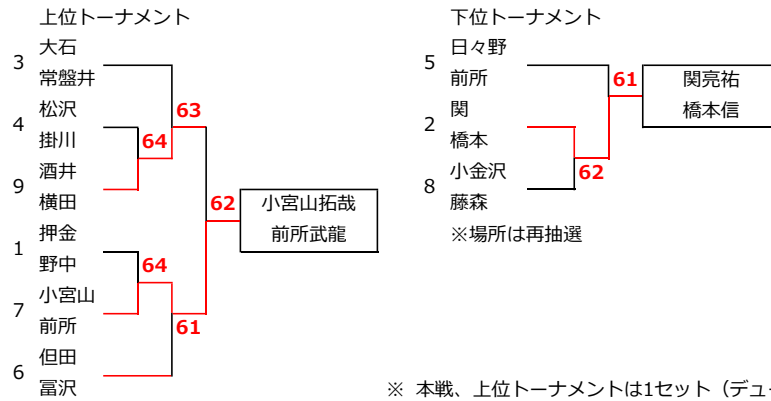 上位トーナメント
3
大石
常盤井
4
松沢
掛川
9
酒井
横田
1
押金
野中
7
小宮山
前所
6
但田
冨沢
63
64
64
61
62
小宮山拓哉
前所武龍
下位トーナメント
5
日々野
前所
2
関
橋本
8
小金沢
藤森
61
62
関亮祐
橋本信
※場所は再抽選
※ 本戦、上位トーナメントは1セット（デュー